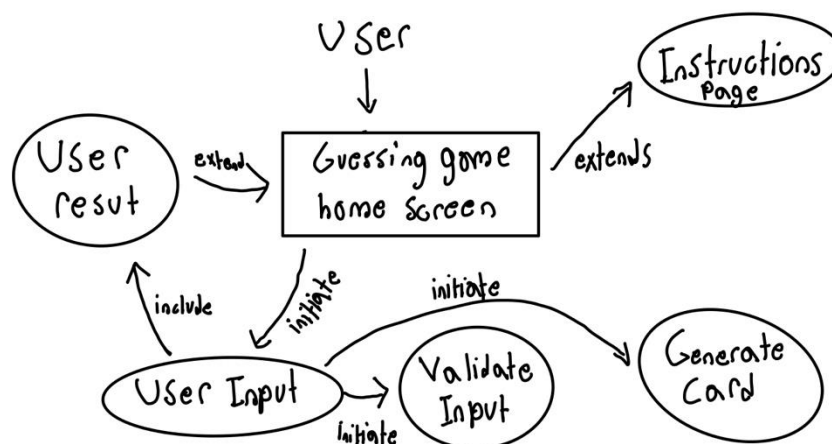 User
Instructions
Page
User
resut
extend
Guessing game
home screen
extends
include
initiate
initiate
User Input
initiate
Validate
Input
Generate
Card